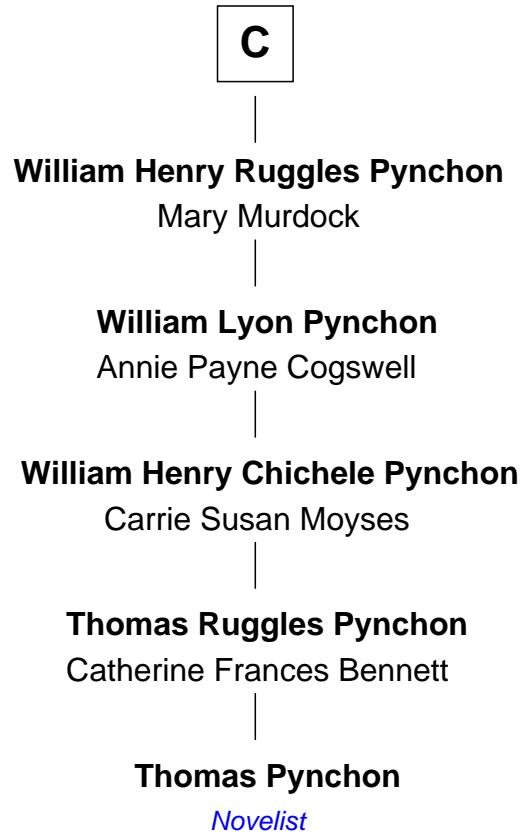 C
William Henry Ruggles Pynchon
Mary Murdock
William Lyon Pynchon
Annie Payne Cogswell
William Henry Chichele Pynchon
Carrie Susan Moyses
Thomas Ruggles Pynchon
Catherine Frances Bennett
Thomas Pynchon
Novelist